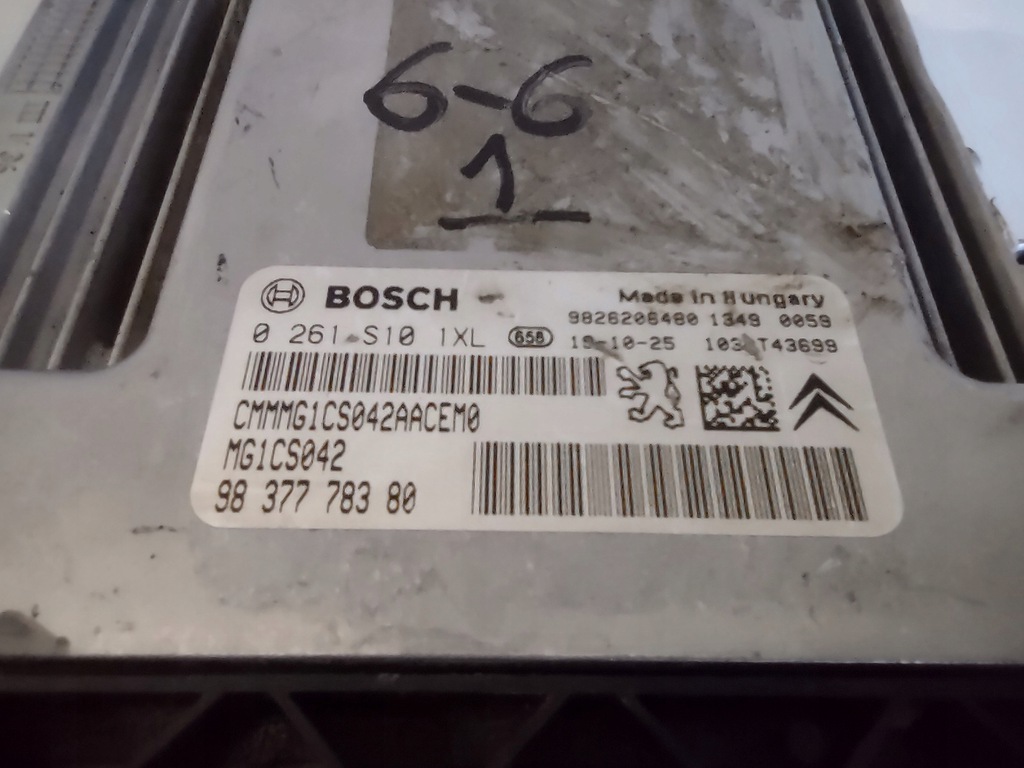 6-6
1
BOSCH
Made in Hungary
9826206480 1349 0059
0 261 S10 1XL 658
CMMMG1CS042AACEM0
MG1CS042
98 377 783 80